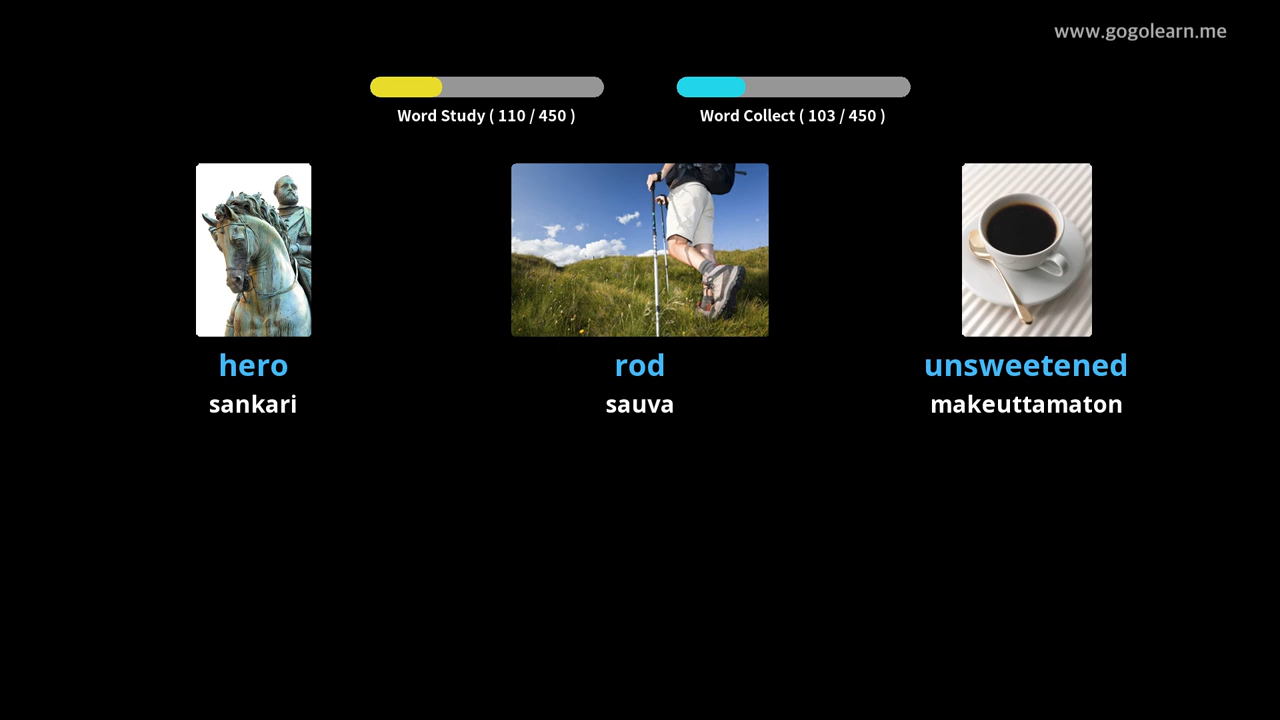 www.gogolearn.me
Word Study ( 110 / 450 )
Word Collect ( 103 / 450 )
hero
rod
unsweetened
sankari
sauva
makeuttamaton